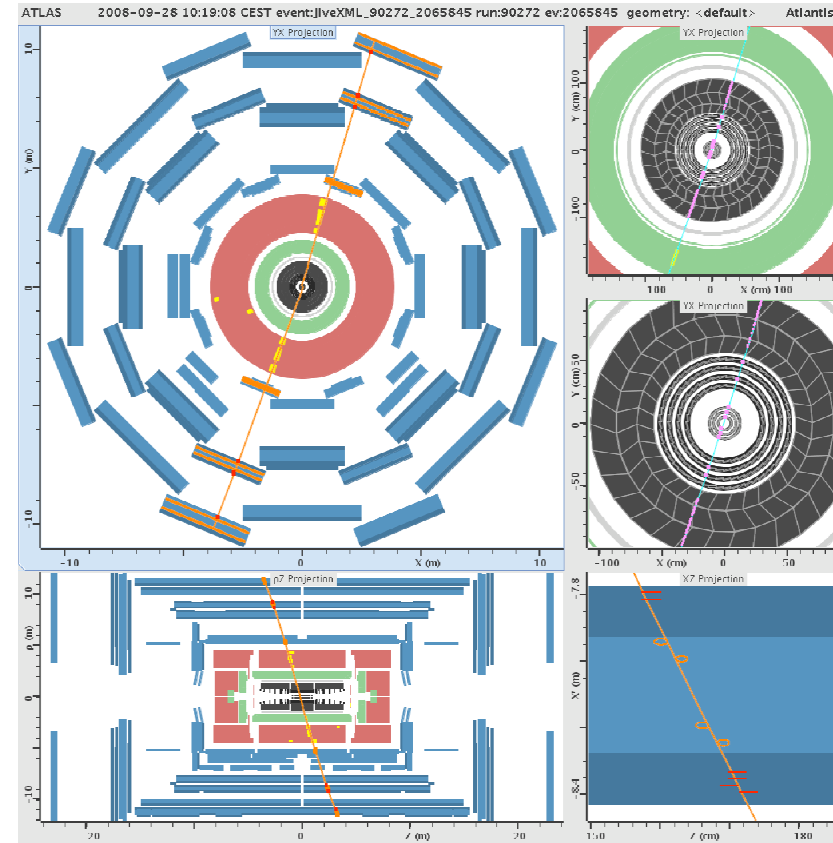 ATLAS 2008-09-28 10:19:08 CEST event:JiveXML_90272_2065845 run:90272 ev:2065845 geometry: <default> Atlantis
YX Projection
YX Projection
10
Y (m)
0
-10
-10 0 X (m) 10
Y (cm) 100
0
-100
100 0 X (cm) 100
YX Projection
Y (cm) 50
0
-50
-100 X (cm) 0 50
ρZ Projection
10
ρ (m)
0
-10
20 0 Z (m) 20
XZ Projection
7.8
X' (m)
-8.4
150 Z (cm) 180